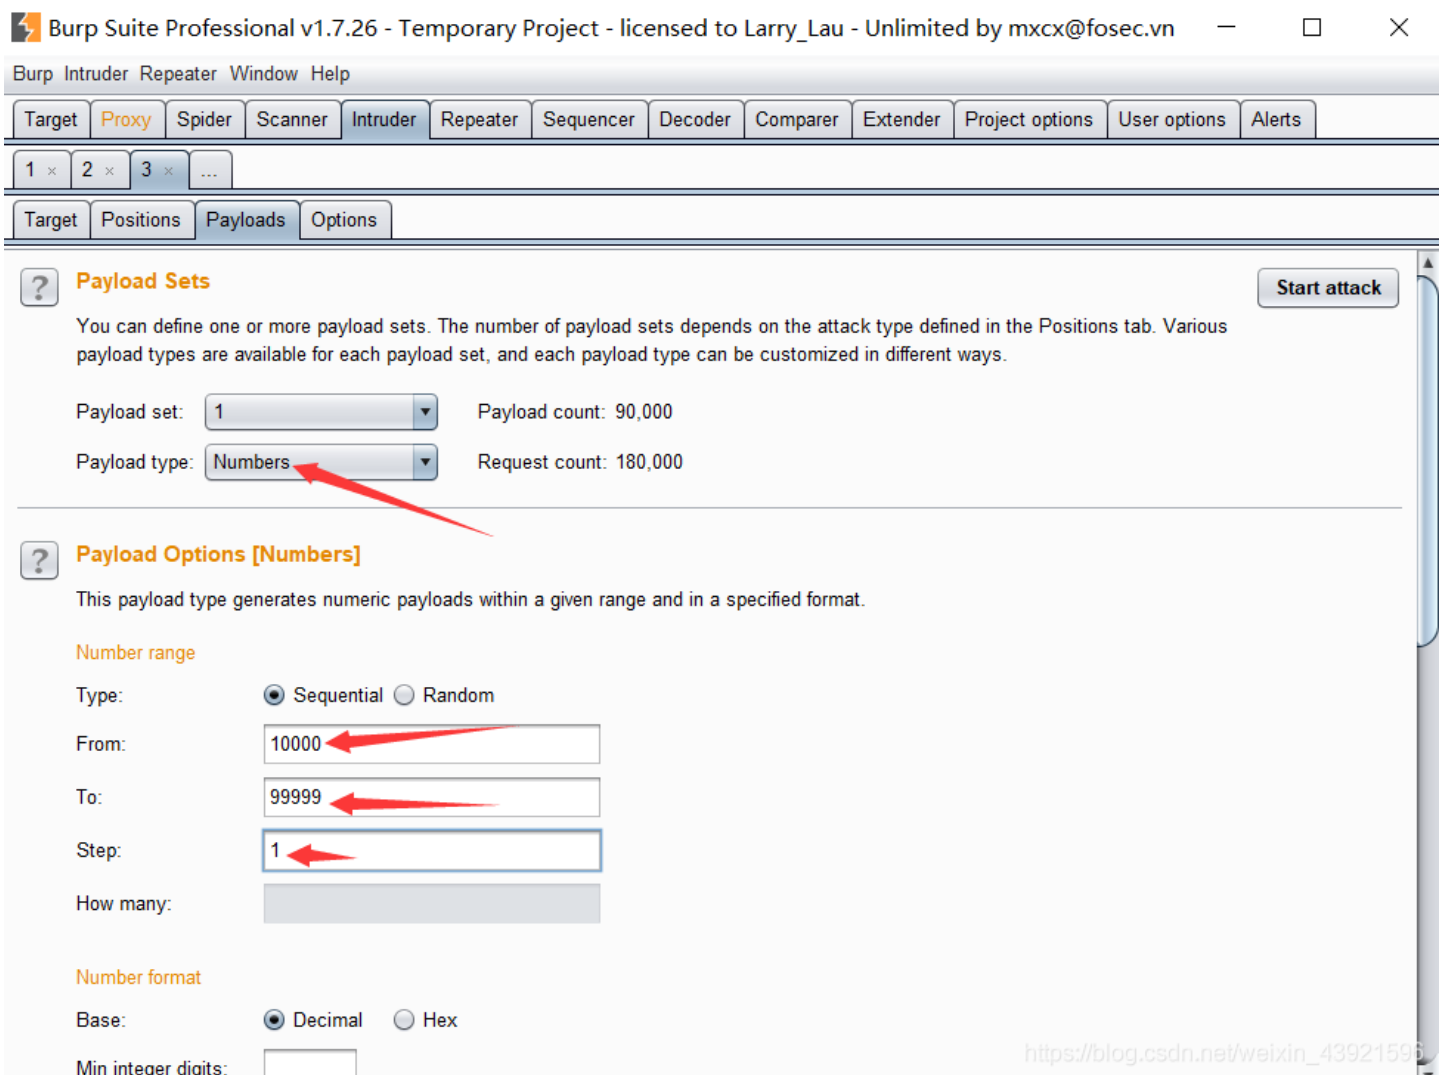 Burp Suite Professional v1.7.26 - Temporary Project - licensed to Larry_Lau - Unlimited by mxcx@fosec.vn
Burp Intruder Repeater Window Help
Target Proxy Spider Scanner Intruder Repeater Sequencer Decoder Comparer Extender Project options User options Alerts
1 × 2 × 3 × ...
Target Positions Payloads Options
? Payload Sets
Start attack
You can define one or more payload sets. The number of payload sets depends on the attack type defined in the Positions tab. Various
payload types are available for each payload set, and each payload type can be customized in different ways.
Payload set: 1 Payload count: 90,000
Payload type: Numbers Request count: 180,000
? Payload Options [Numbers]
This payload type generates numeric payloads within a given range and in a specified format.
Number range
Type: Sequential Random
From: 10000
To: 99999
Step: 1
How many:
Number format
Base: Decimal Hex
Min integer digits:
https://blog.csdn.net/weixin_43921596